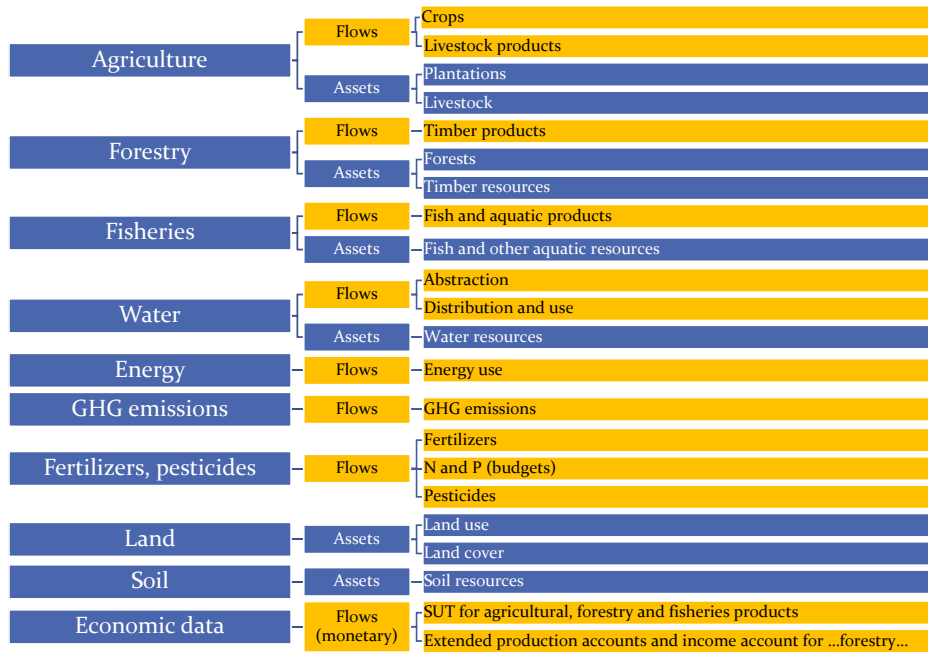 Agriculture
Flows
Crops
Livestock products
Assets
Plantations
Livestock
Forestry
Flows
Timber products
Assets
Forests
Timber resources
Fisheries
Flows
Fish and aquatic products
Assets
Fish and other aquatic resources
Water
Flows
Abstraction
Distribution and use
Assets
Water resources
Energy
Flows
Energy use
GHG emissions
Flows
GHG emissions
Fertilizers, pesticides
Flows
Fertilizers
N and P (budgets)
Pesticides
Land
Assets
Land use
Land cover
Soil
Assets
Soil resources
Economic data
Flows
(monetary)
SUT for agricultural, forestry and fisheries products
Extended production accounts and income account for ...forestry...